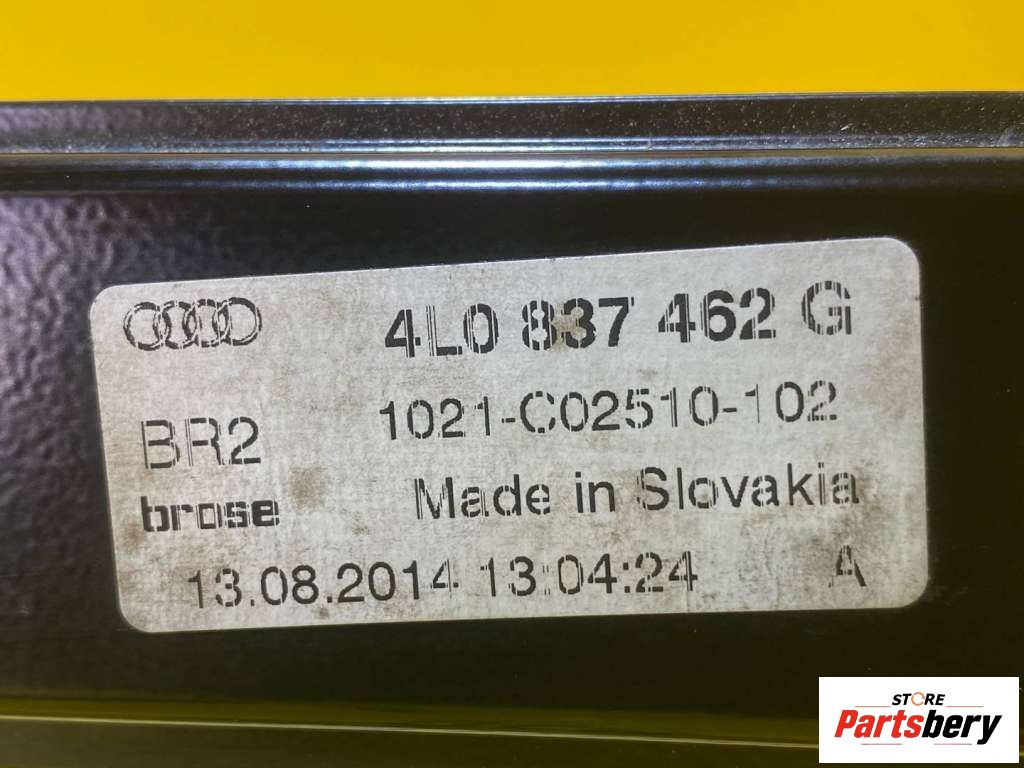 4L0 837 462 G
BR2 1021-C02510-102
brose Made in Slovakia
13.08.2014 13:04:24 A
STORE
Partsbery